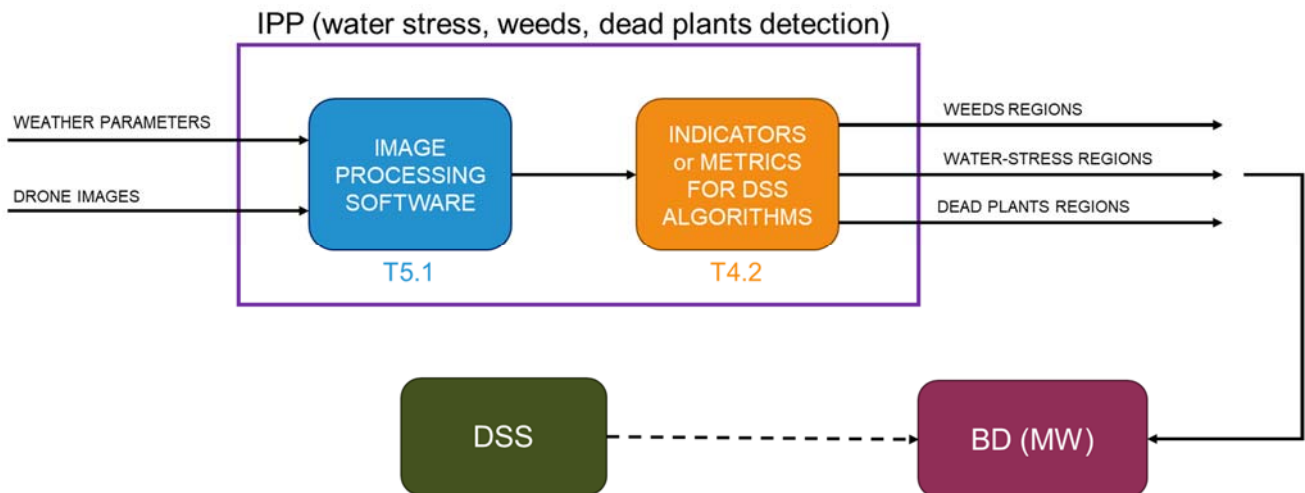 IPP (water stress, weeds, dead plants detection)
WEATHER PARAMETERS
DRONE IMAGES
IMAGE
PROCESSING
SOFTWARE
T5.1
INDICATORS
or METRICS
FOR DSS
ALGORITHMS
T4.2
WEEDS REGIONS
WATER-STRESS REGIONS
DEAD PLANTS REGIONS
DSS
BD (MW)